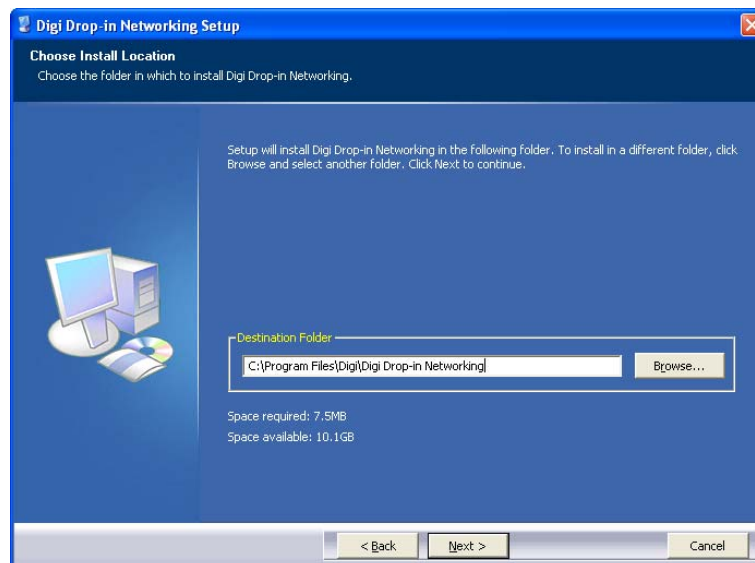 Digi Drop-in Networking Setup
Choose Install Location
Choose the folder in which to install Digi Drop-in Networking.
Setup will install Digi Drop-in Networking in the following folder. To install in a different folder, click
Browse and select another folder. Click Next to continue.
Destination Folder
C:\Program Files\Digi\Digi Drop-in Networking
Browse...
Space required: 7.5MB
Space available: 10.1GB
< Back
Next >
Cancel